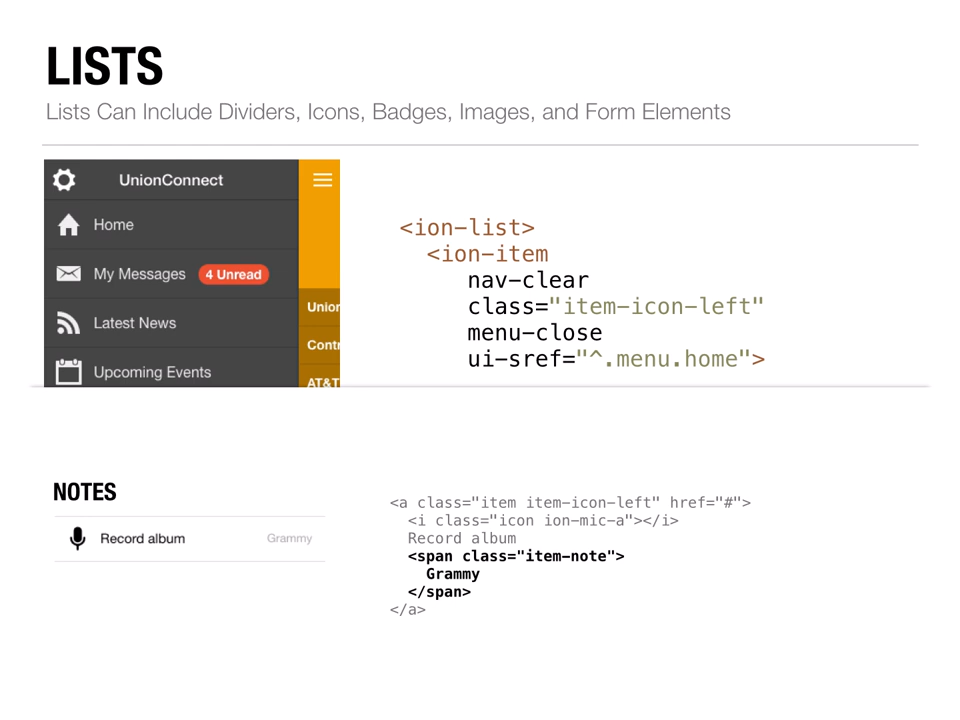 LISTS
Lists Can Include Dividers, Icons, Badges, Images, and Form Elements
UnionConnect
Home
My Messages 4 Unread
Latest News
Upcoming Events
Union
Contr
AT&T
<ion-list>
<ion-item
nav-clear
class="item-icon-left"
menu-close
ui-sref="^.menu.home">
NOTES
Record album Grammy
<a class="item item-icon-left" href="#">
<i class="icon ion-mic-a"></i>
Record album
<span class="item-note">
Grammy
</span>
</a>